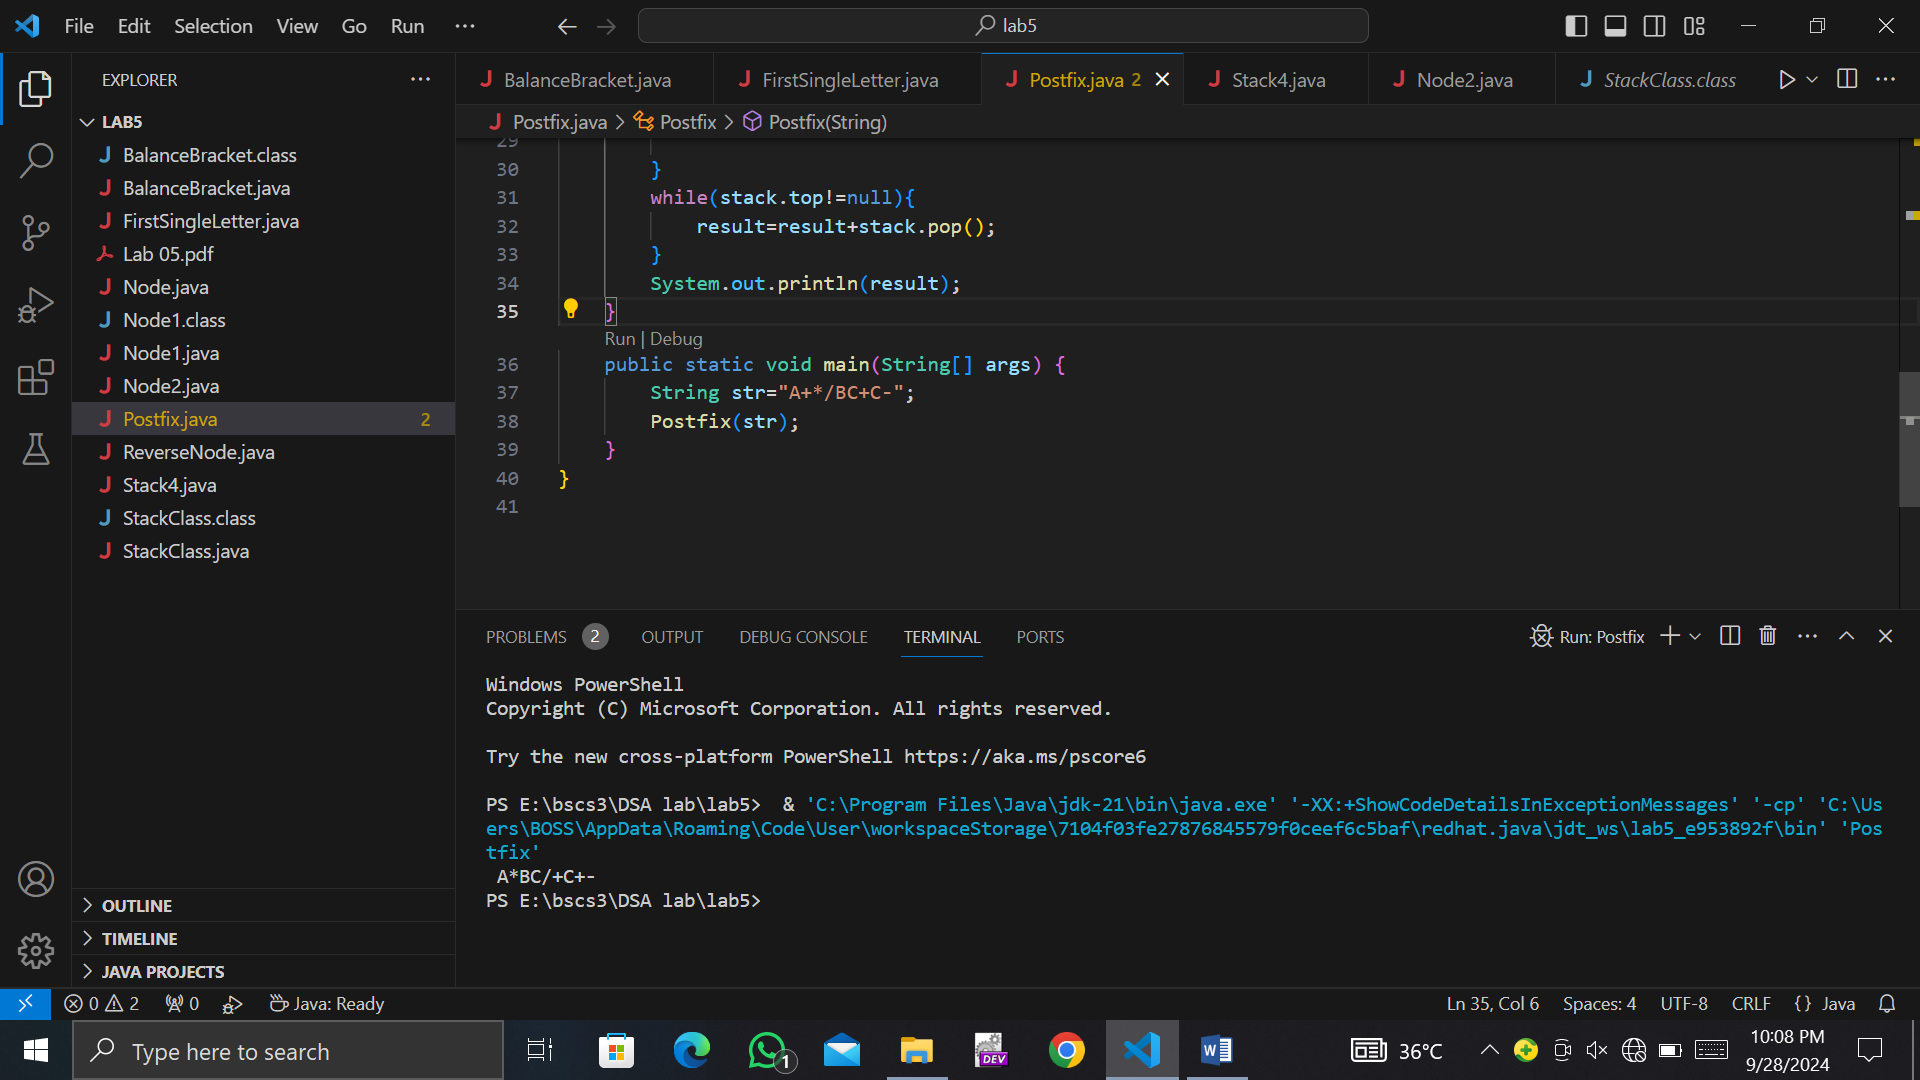 File Edit Selection View Go Run ··· lab5
EXPLORER ···
LAB5
BalanceBracket.class
BalanceBracket.java
FirstSingleLetter.java
Lab 05.pdf
Node.java
Node1.class
Node1.java
Node2.java
Postfix.java 2
ReverseNode.java
Stack4.java
StackClass.class
StackClass.java
OUTLINE
TIMELINE
JAVA PROJECTS
BalanceBracket.java FirstSingleLetter.java Postfix.java 2 Stack4.java Node2.java StackClass.class
Postfix.java > Postfix > Postfix(String)
29
30 }
31 while(stack.top!=null){
32 result=result+stack.pop();
33 }
34 System.out.println(result);
35 }
Run | Debug
36 public static void main(String[] args) {
37 String str="A+*/BC+C-";
38 Postfix(str);
39 }
40 }
41
PROBLEMS 2 OUTPUT DEBUG CONSOLE TERMINAL PORTS Run: Postfix
Windows PowerShell
Copyright (C) Microsoft Corporation. All rights reserved.
Try the new cross-platform PowerShell https://aka.ms/pscore6
PS E:\bscs3\DSA lab\lab5>  & 'C:\Program Files\Java\jdk-21\bin\java.exe' '-XX:+ShowCodeDetailsInExceptionMessages' '-cp' 'C:\Us
ers\BOSS\AppData\Roaming\Code\User\workspaceStorage\7104f03fe27876845579f0ceef6c5baf\redhat.java\jdt_ws\lab5_e953892f\bin' 'Pos
tfix'
A*BC/+C+-
PS E:\bscs3\DSA lab\lab5>
0 2 0 Java: Ready Ln 35, Col 6 Spaces: 4 UTF-8 CRLF {} Java
Type here to search 1 DEV W 36°C 10:08 PM
9/28/2024